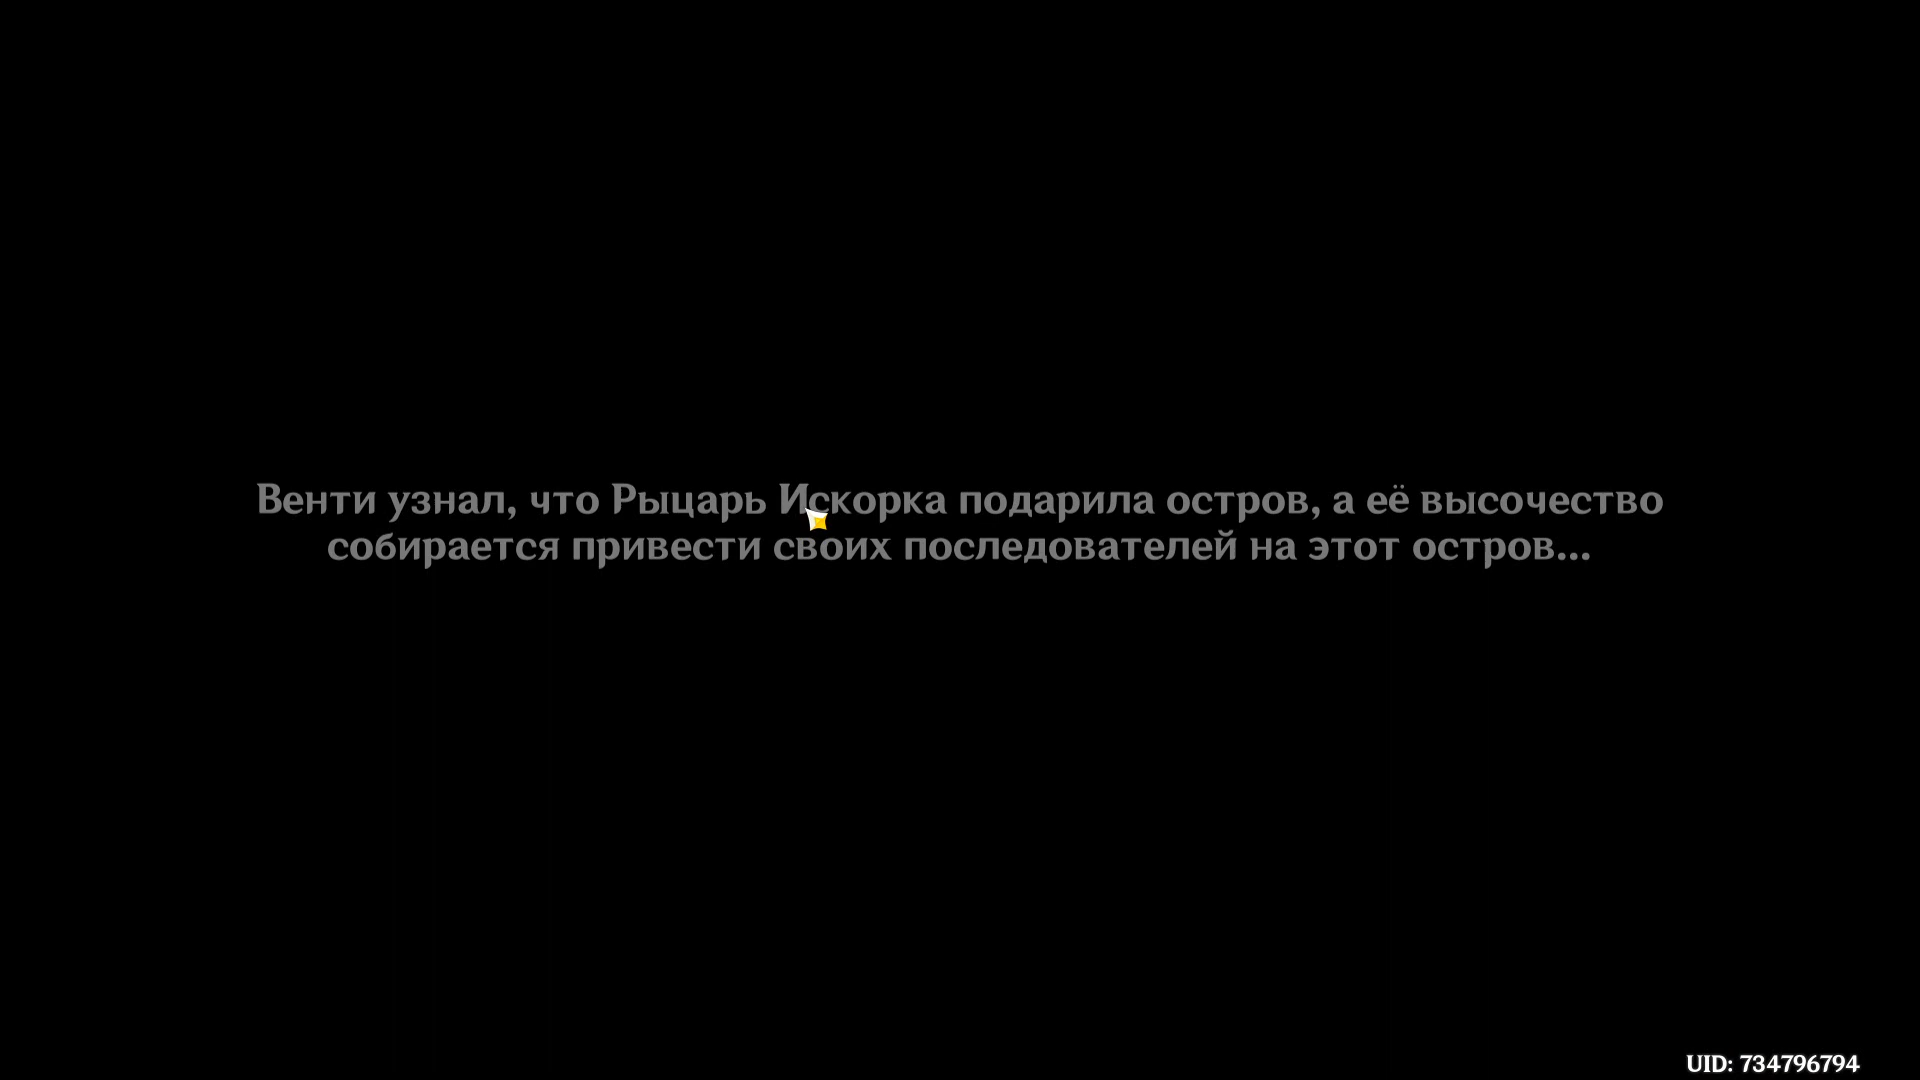 Венти узнал, что Рыцарь Искорка подарила остров, а её высочество
собирается привести своих последователей на этот остров...
UID: 734796794